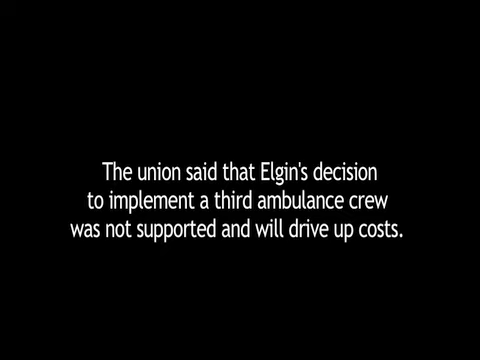 The union said that Elgin's decision
to implement a third ambulance crew
was not supported and will drive up costs.